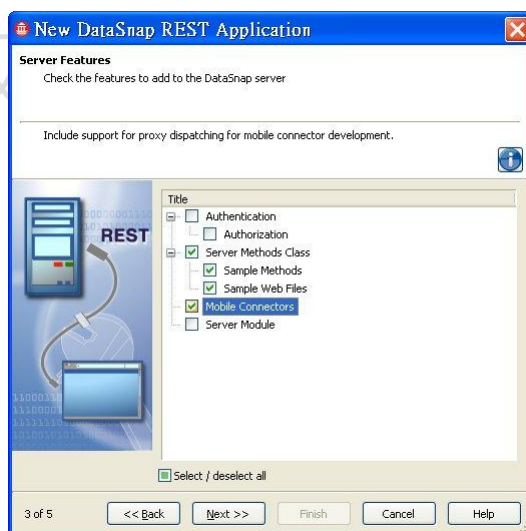 New DataSnap REST Application
Server Features
Check the features to add to the DataSnap server
Include support for proxy dispatching for mobile connector development.
REST
Title
Authentication
Authorization
Server Methods Class
Sample Methods
Sample Web Files
Mobile Connectors
Server Module
Select / deselect all
3 of 5
<< Back
Next >>
Finish
Cancel
Help